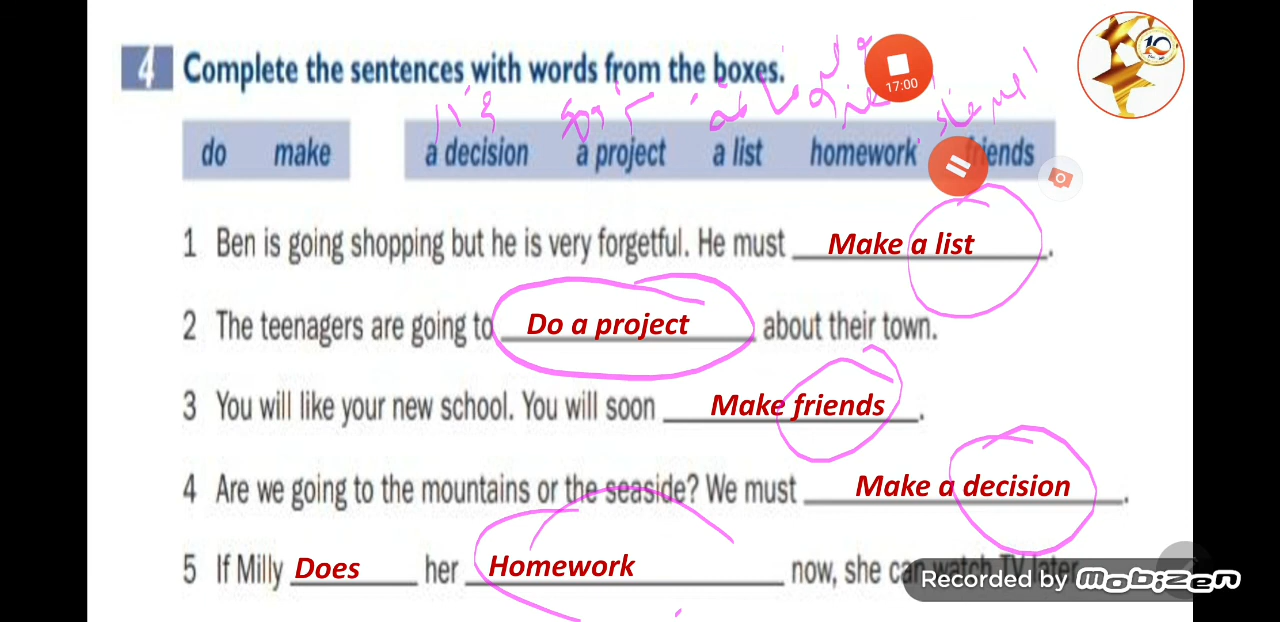 4 Complete the sentences with words from the boxes.
17:00
10
do make a decision a project a list homework friends
1 Ben is going shopping but he is very forgetful. He must Make a list.
2 The teenagers are going to Do a project about their town.
3 You will like your new school. You will soon Make friends.
4 Are we going to the mountains or the seaside? We must Make a decision.
5 If Milly Does her Homework now, she can watch TV later
Recorded by mobizen